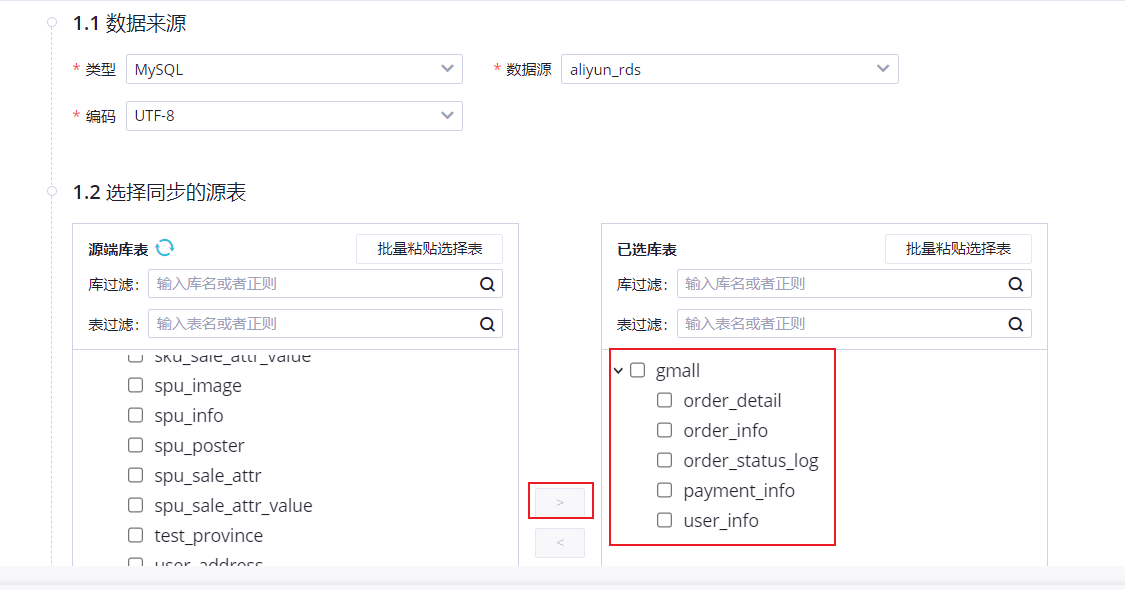 1.1 数据来源
* 类型 MySQL * 数据源 aliyun_rds
* 编码 UTF-8
1.2 选择同步的源表
源端库表 批量粘贴选择表
库过滤: 输入库名或者正则
表过滤: 输入表名或者正则
sku_sale_attr_value
spu_image
spu_info
spu_poster
spu_sale_attr
spu_sale_attr_value
test_province
user_address
>
<
已选库表 批量粘贴选择表
库过滤: 输入库名或者正则
表过滤: 输入表名或者正则
gmall
order_detail
order_info
order_status_log
payment_info
user_info